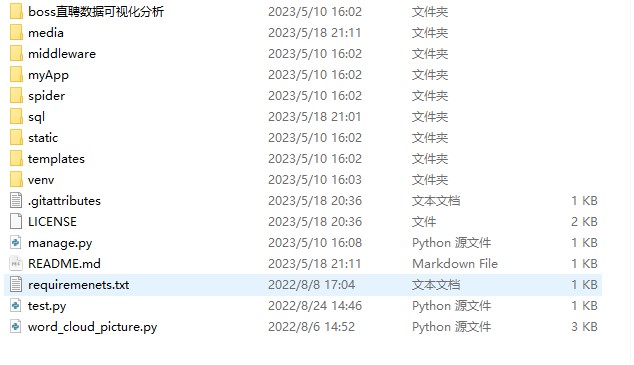 boss直聘数据可视化分析 2023/5/10 16:02 文件夹
media 2023/5/18 21:11 文件夹
middleware 2023/5/10 16:02 文件夹
myApp 2023/5/10 16:02 文件夹
spider 2023/5/10 16:02 文件夹
sql 2023/5/18 21:01 文件夹
static 2023/5/10 16:02 文件夹
templates 2023/5/10 16:02 文件夹
venv 2023/5/10 16:03 文件夹
.gitattributes 2023/5/18 20:36 文本文档 1 KB
LICENSE 2023/5/18 20:36 文件 2 KB
manage.py 2023/5/10 16:08 Python 源文件 1 KB
README.md 2023/5/18 21:11 Markdown File 1 KB
requiremenets.txt 2022/8/8 17:04 文本文档 1 KB
test.py 2022/8/24 14:46 Python 源文件 1 KB
word_cloud_picture.py 2022/8/6 14:52 Python 源文件 3 KB